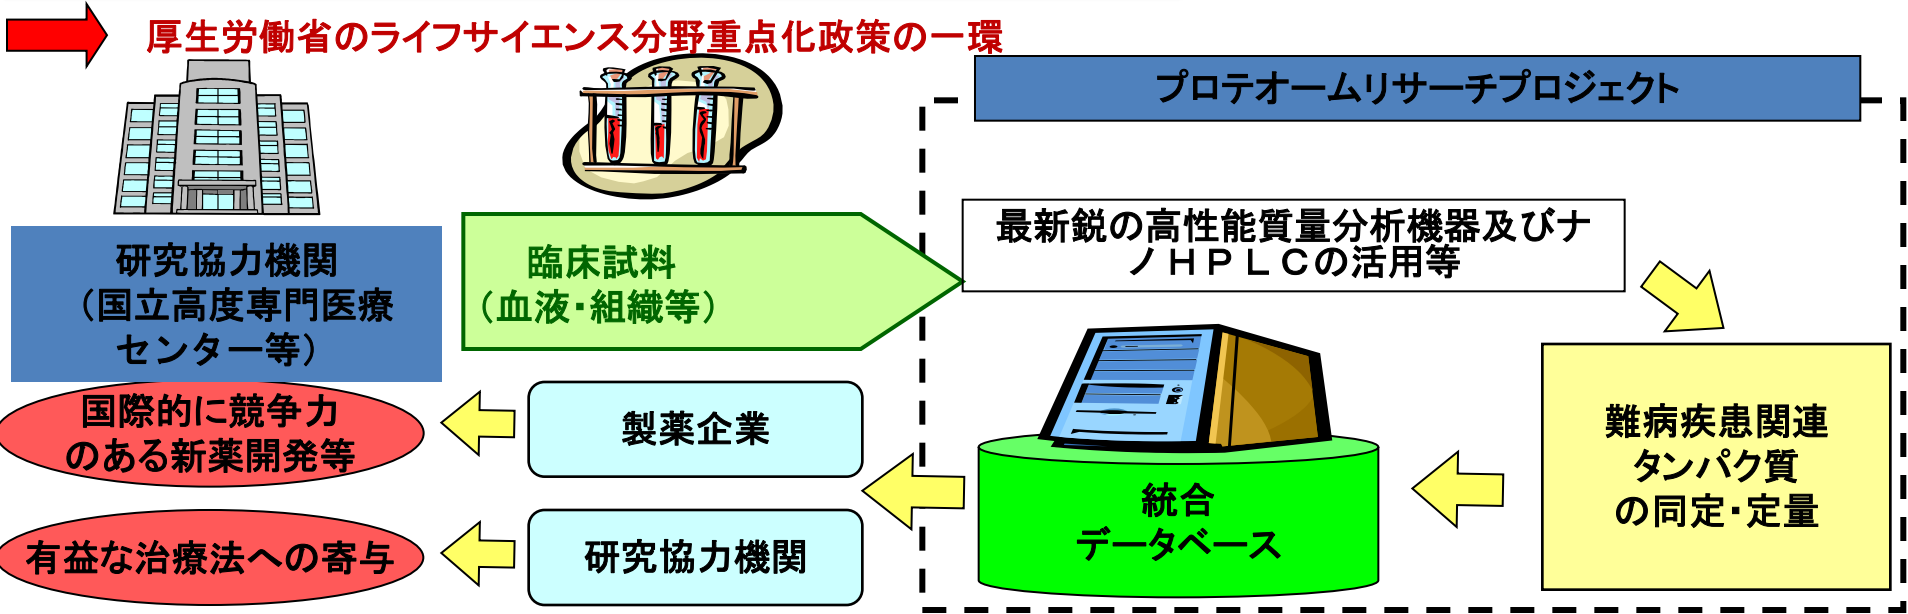 厚生労働省のライフサイエンス分野重点化政策の一環
プロテオームリサーチプロジェクト
研究協力機関
（国立高度専門医療
センター等）
臨床試料
（血液・組織等）
最新鋭の高性能質量分析機器及びナ
ノＨＰＬＣの活用等
難病疾患関連
タンパク質
の同定・定量
統合
データベース
製薬企業
研究協力機関
国際的に競争力
のある新薬開発等
有益な治療法への寄与